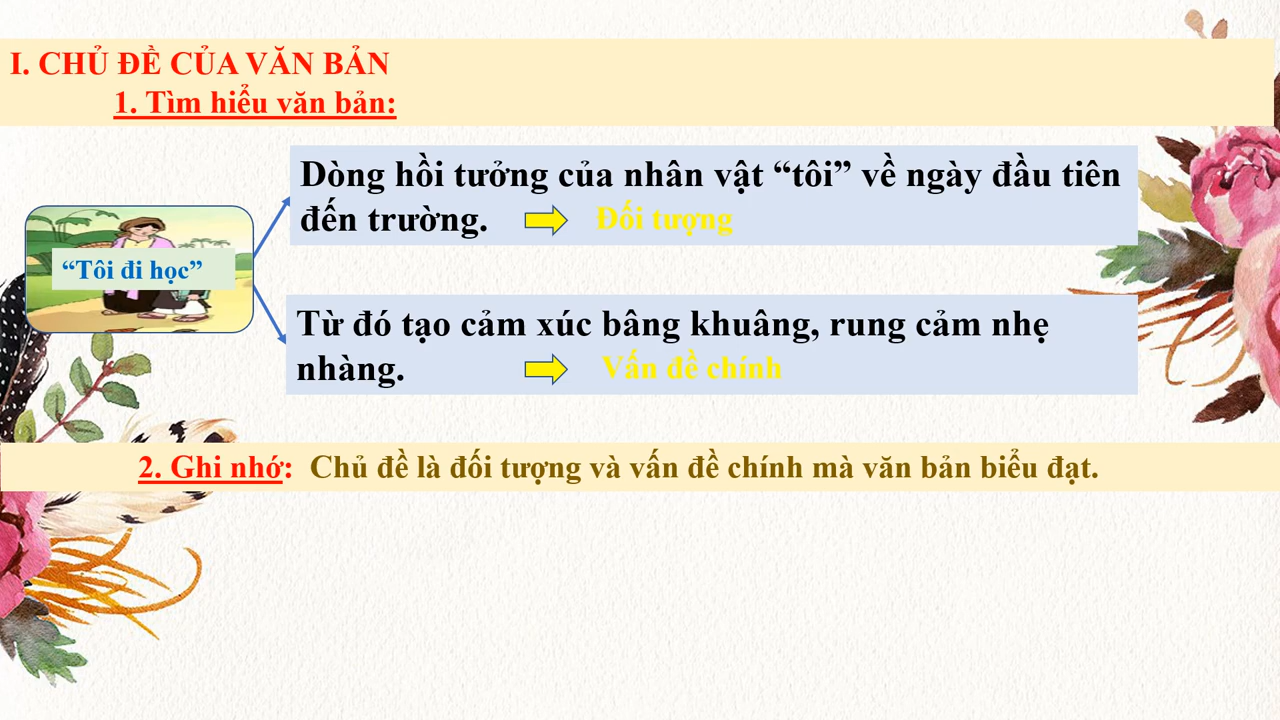 I. CHỦ ĐỀ CỦA VĂN BẢN
1. Tìm hiểu văn bản:
Dòng hồi tưởng của nhân vật “tôi” về ngày đầu tiên
đến trường. Đối tượng
“Tôi đi học”
Từ đó tạo cảm xúc bâng khuâng, rung cảm nhẹ
nhàng. Vấn đề chính
2. Ghi nhớ: Chủ đề là đối tượng và vấn đề chính mà văn bản biểu đạt.